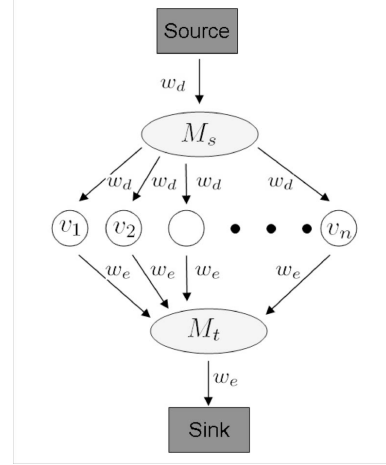 Source
w_d
M_s
w_d w_d w_d w_d
v_1 v_2 v_n
w_e w_e w_e w_e
M_t
w_e
Sink